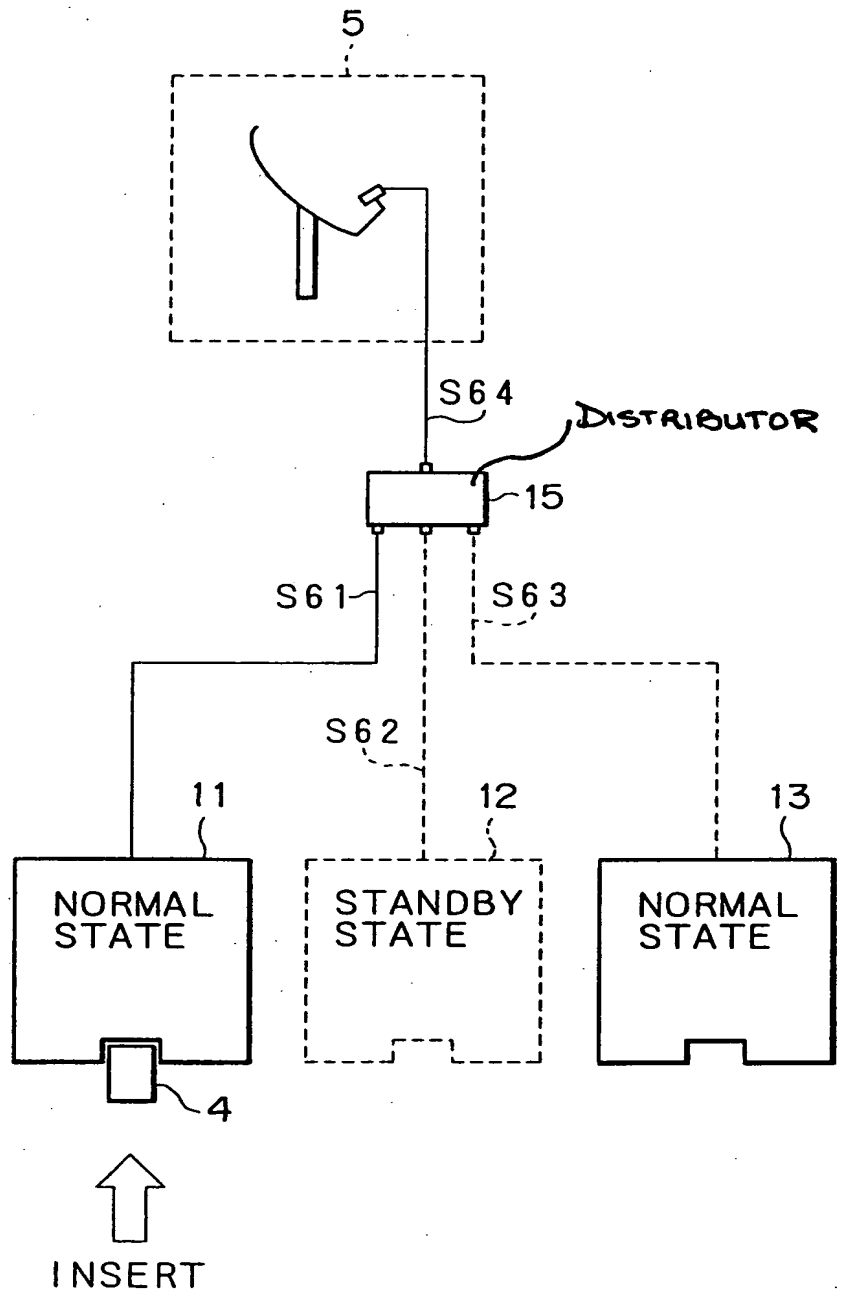 5
S64
DISTRIBUTOR
15
S61
S63
S62
11
12
13
NORMAL
STATE
STANDBY
STATE
NORMAL
STATE
4
INSERT